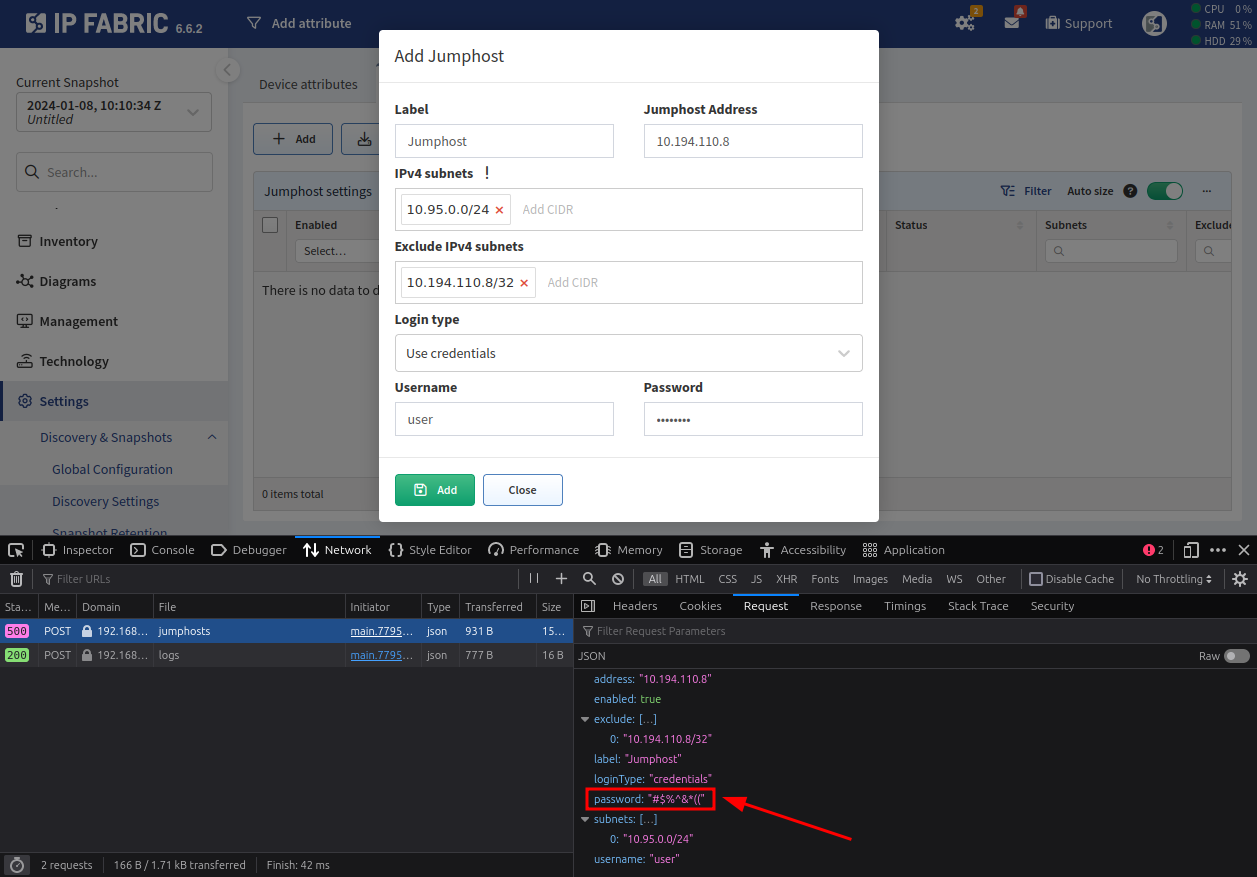 IP FABRIC 6.6.2
Add attribute
2
Support
CPU 0 %
RAM 51 %
HDD 29 %
Current Snapshot
2024-01-08, 10:10:34 Z
Untitled
Search...
Inventory
Diagrams
Management
Technology
Settings
Discovery & Snapshots
Global Configuration
Discovery Settings
Snapshot Retention
Device attributes
Add
Jumphost settings
Filter
Auto size
?
...
Enabled
Status
Subnets
Exclude
Select...
There is no data to d
0 items total
Add Jumphost
Label
Jumphost Address
Jumphost
10.194.110.8
IPv4 subnets !
10.95.0.0/24 × Add CIDR
Exclude IPv4 subnets
10.194.110.8/32 × Add CIDR
Login type
Use credentials
Username
Password
user
••••••••
Add
Close
Inspector Console Debugger Network Style Editor Performance Memory Storage Accessibility Application 2
Filter URLs
All HTML CSS JS XHR Fonts Images Media WS Other Disable Cache No Throttling
Sta... Me... Domain File Initiator Type Transferred Size
500 POST 192.168... jumphosts main.7795... json 931 B 15...
200 POST 192.168... logs main.7795... json 777 B 16 B
Headers Cookies Request Response Timings Stack Trace Security
Filter Request Parameters
JSON
Raw
address: "10.194.110.8"
enabled: true
exclude: [...]
0: "10.194.110.8/32"
label: "Jumphost"
loginType: "credentials"
password: "#$%^&*(("
subnets: [...]
0: "10.95.0.0/24"
username: "user"
2 requests 166 B / 1.71 kB transferred Finish: 42 ms